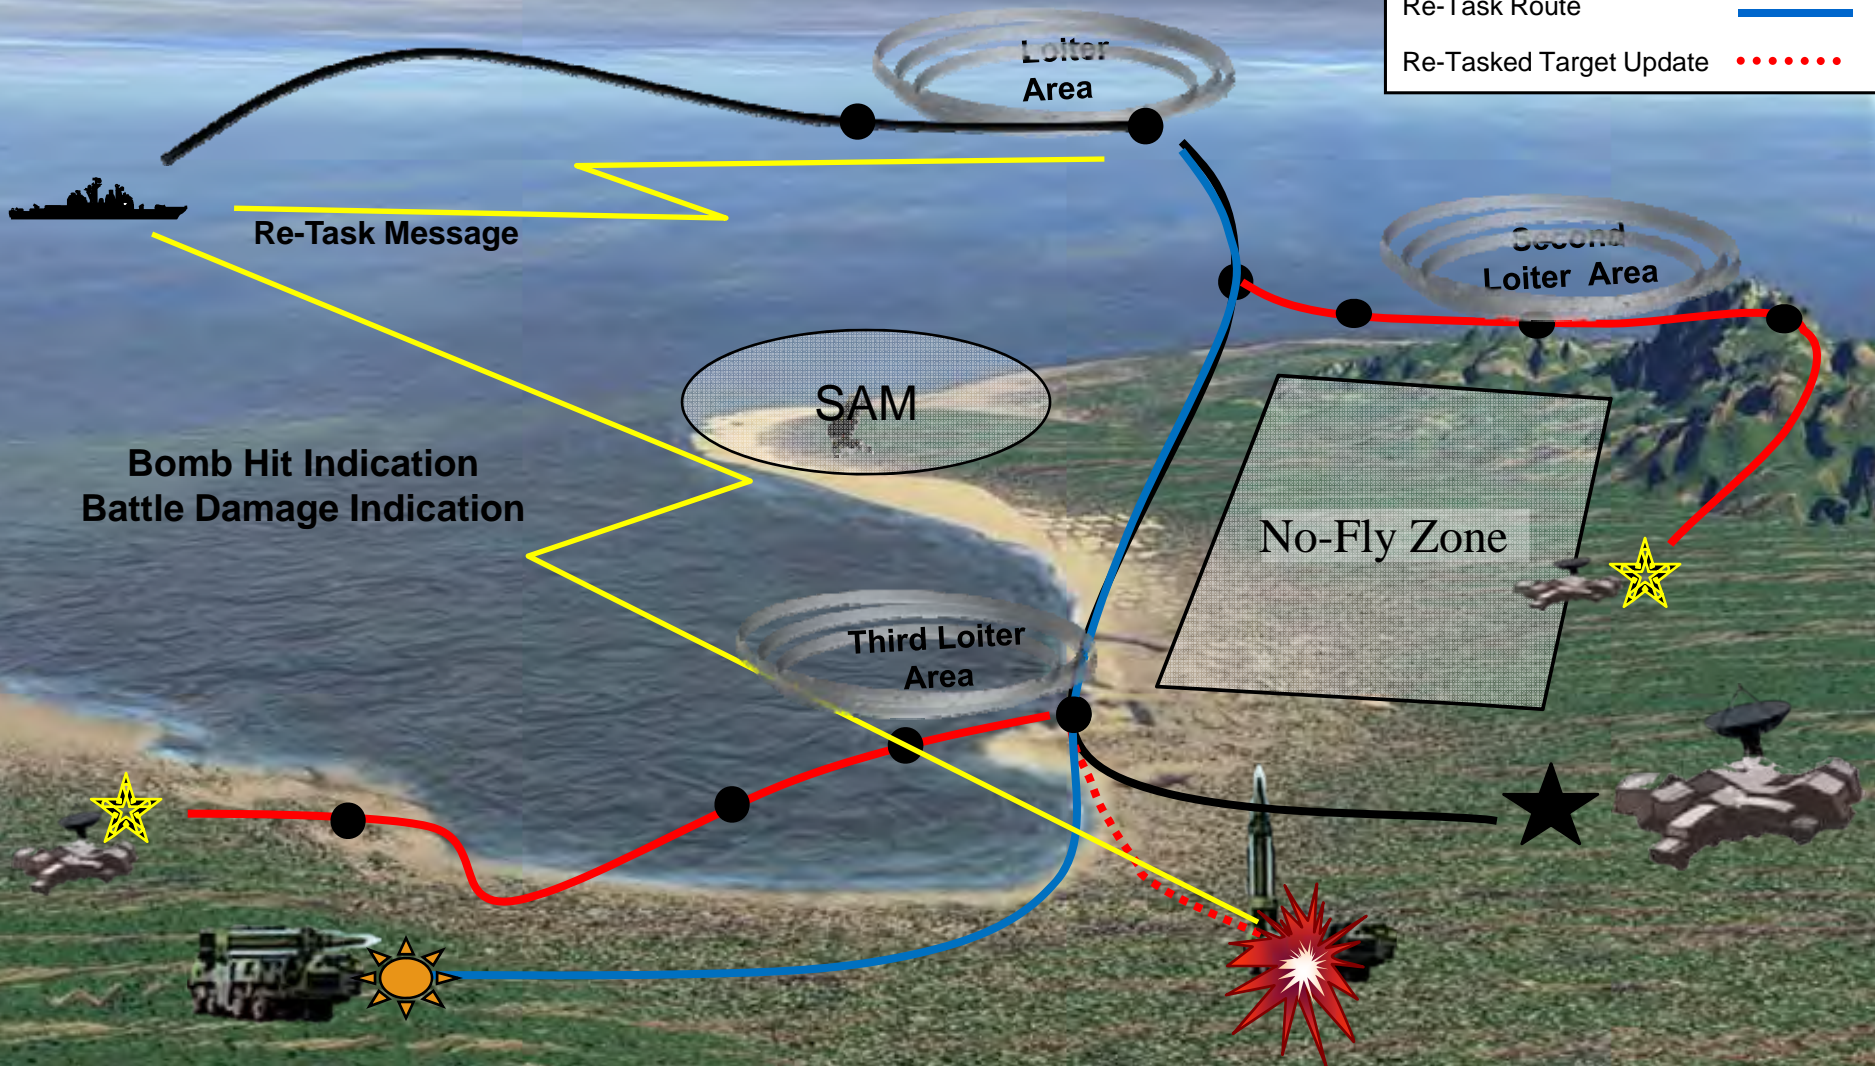 Re-Task Route
Re-Tasked Target Update
Loiter
Area
Re-Task Message
Second
Loiter Area
SAM
Bomb Hit Indication
Battle Damage Indication
No-Fly Zone
Third Loiter
Area